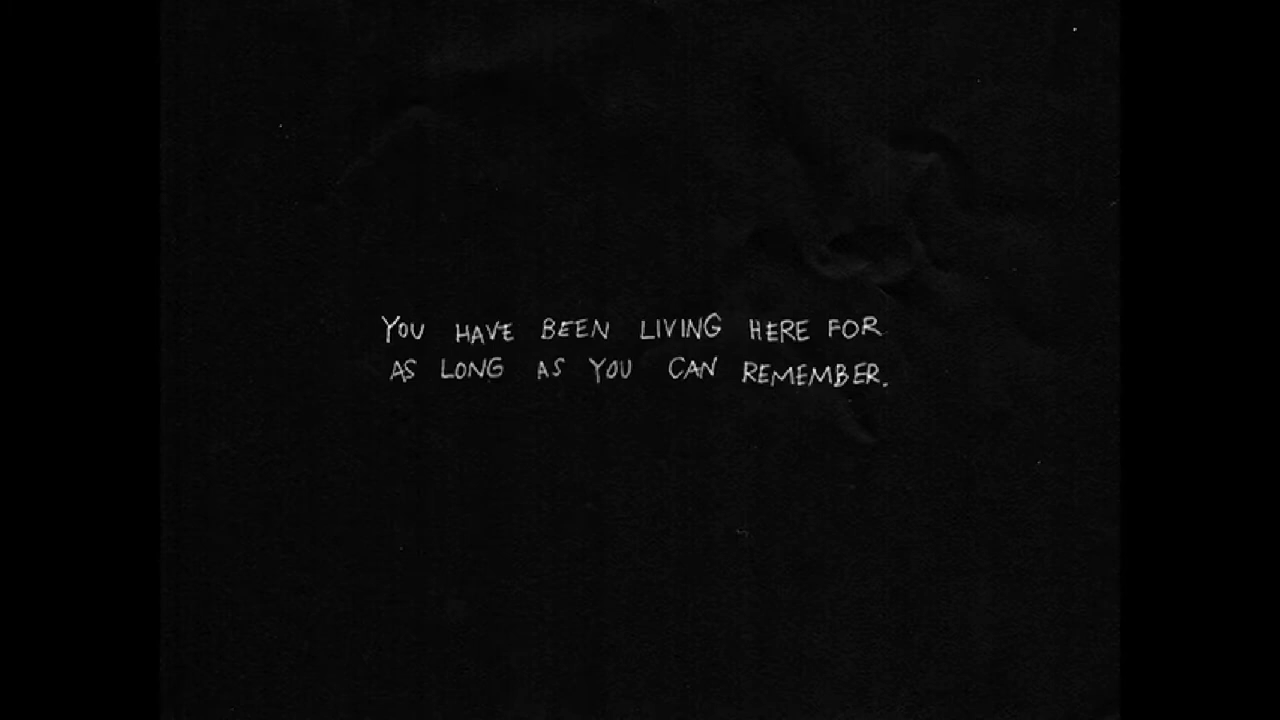 YOU HAVE BEEN LIVING HERE FOR
AS LONG AS YOU CAN REMEMBER.